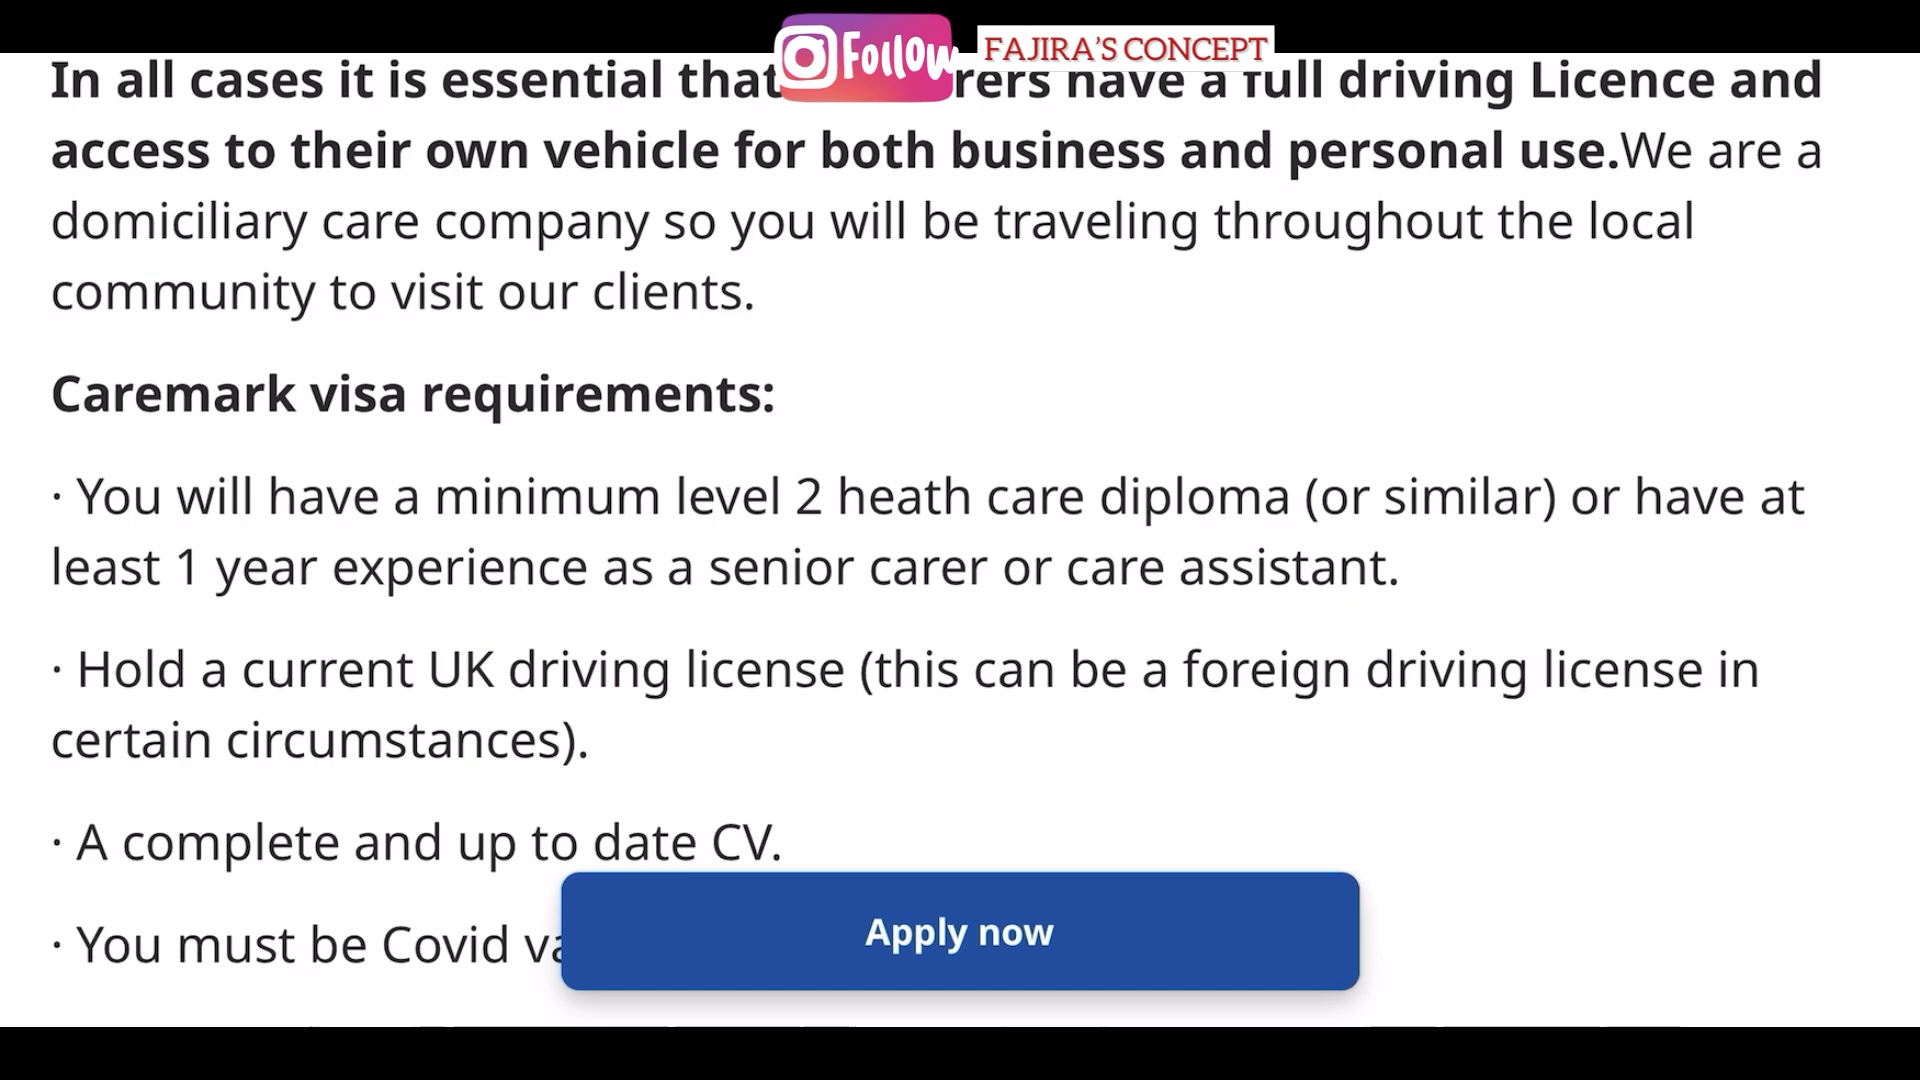 Follow FAJIRA'S CONCEPT
In all cases it is essential that have a full driving Licence and
access to their own vehicle for both business and personal use.We are a
domiciliary care company so you will be traveling throughout the local
community to visit our clients.
Caremark visa requirements:
· You will have a minimum level 2 heath care diploma (or similar) or have at
least 1 year experience as a senior carer or care assistant.
· Hold a current UK driving license (this can be a foreign driving license in
certain circumstances).
· A complete and up to date CV.
· You must be Covid
Apply now